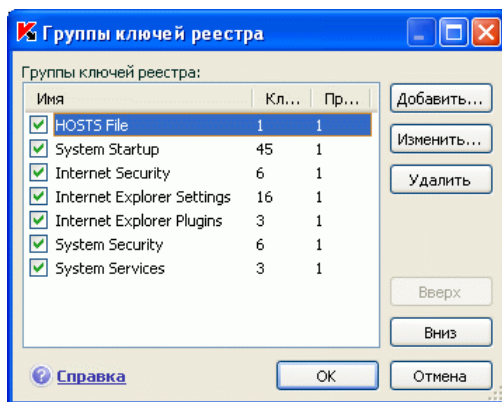 Группы ключей реестра
Группы ключей реестра:
Имя Кл... Пр...
HOSTS File 1 1
System Startup 45 1
Internet Security 6 1
Internet Explorer Settings 16 1
Internet Explorer Plugins 3 1
System Security 6 1
System Services 3 1
Добавить...
Изменить...
Удалить
Вверх
Вниз
Справка OK Отмена